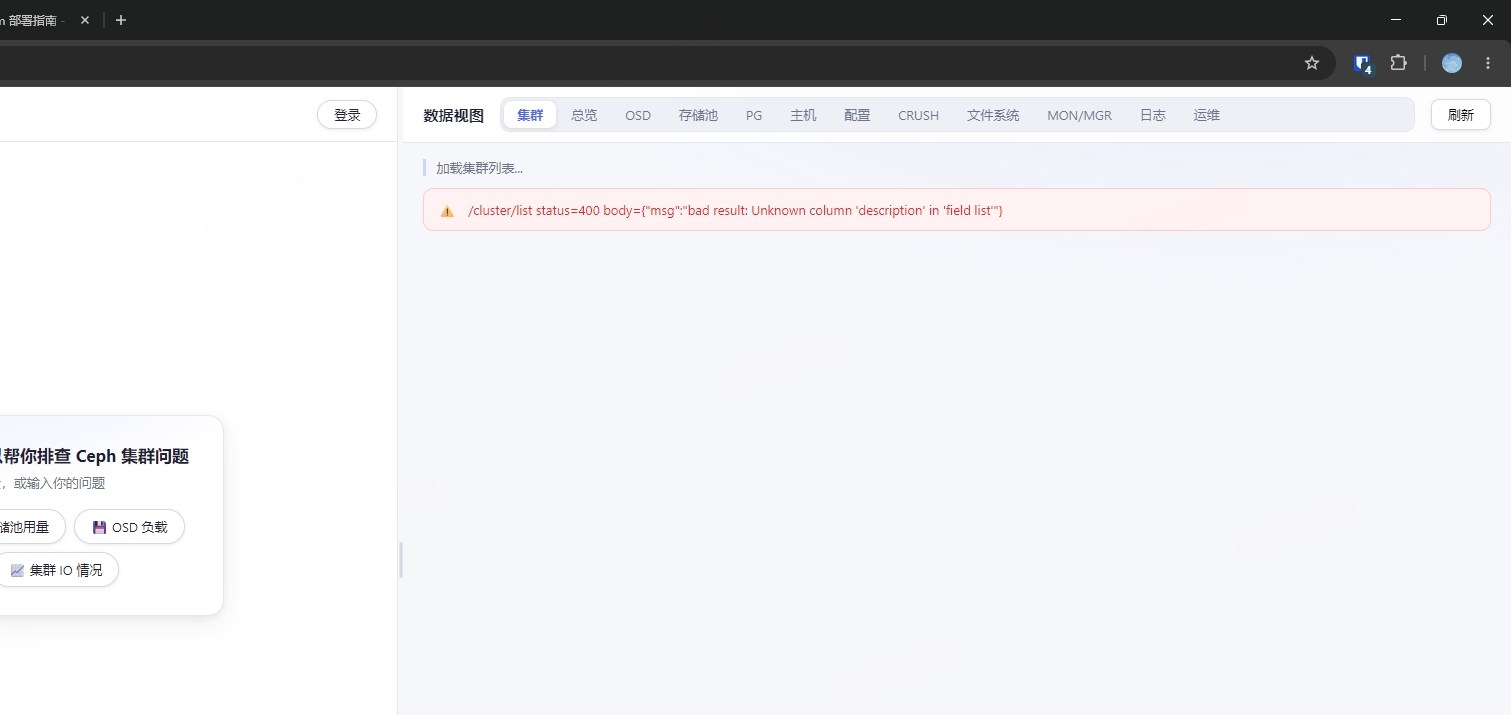 部署指南 -
4
登录
数据视图 集群 总览 OSD 存储池 PG 主机 配置 CRUSH 文件系统 MON/MGR 日志 运维 刷新
加载集群列表...
/cluster/list status=400 body={"msg":"bad result: Unknown column 'description' in 'field list'"}
帮你排查 Ceph 集群问题
，或输入你的问题
储池用量
OSD 负载
集群 IO 情况